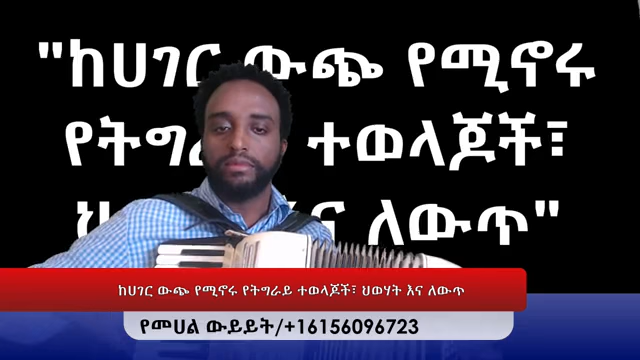 "ከሀገር ውጭ የሚኖሩ
ተወላጆች፣
ለውጥ"
ከሀገር ውጭ የሚኖሩ የትግራይ ተወላጆች፣ ህወሃት እና ለውጥ
የመሀል ውይይት/+16156096723